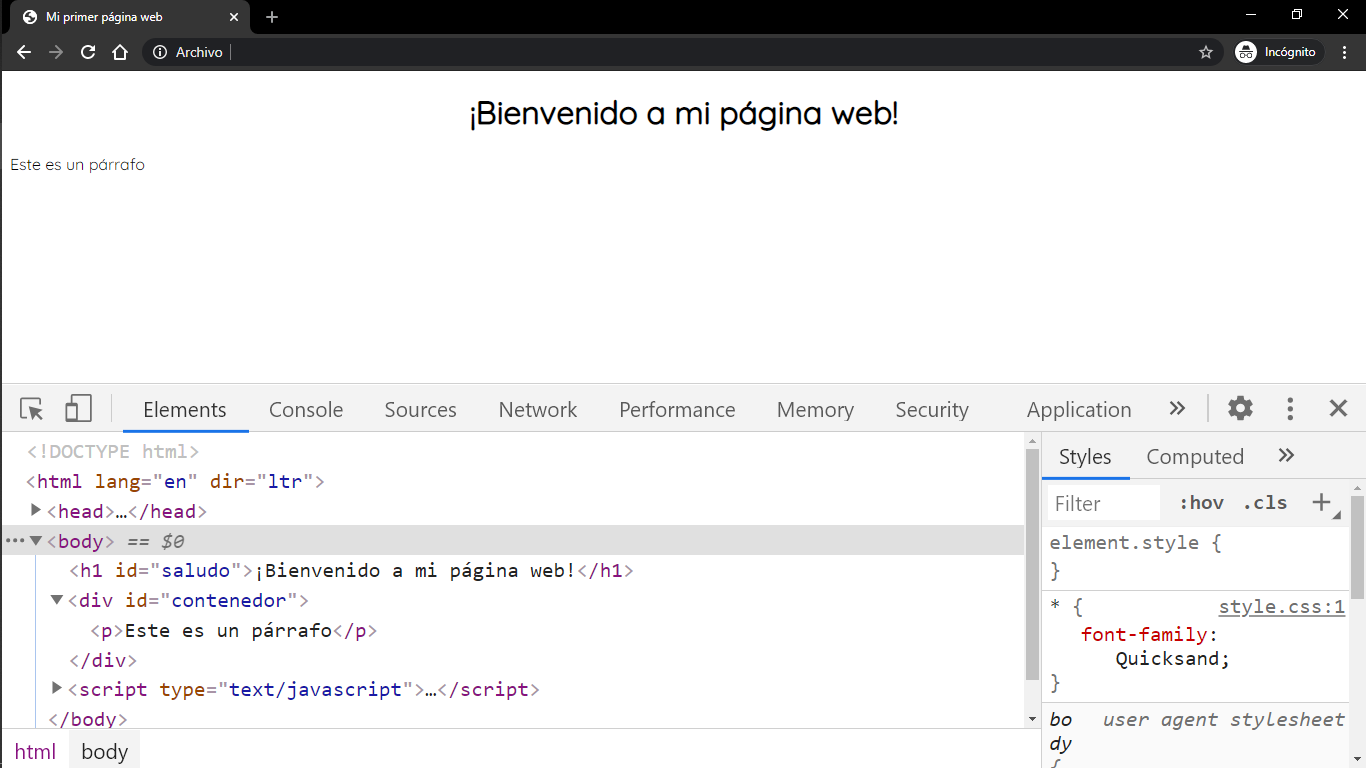 Mi primer página web
Archivo
Incógnito
¡Bienvenido a mi página web!
Este es un párrafo
Elements Console Sources Network Performance Memory Security Application
<!DOCTYPE html>
<html lang="en" dir="ltr">
<head>…</head>
<body> == $0
<h1 id="saludo">¡Bienvenido a mi página web!</h1>
<div id="contenedor">
<p>Este es un párrafo</p>
</div>
<script type="text/javascript">…</script>
</body>
html body
Styles Computed
Filter :hov .cls
element.style {
}
* { style.css:1
font-family:
Quicksand;
}
bo user agent stylesheet
dy
{